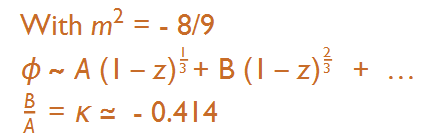 With m² = - 8/9
ϕ ~ A (1 – z)^{1/3} + B (1 – z)^{2/3} + …
B/A = κ ≃ - 0.414